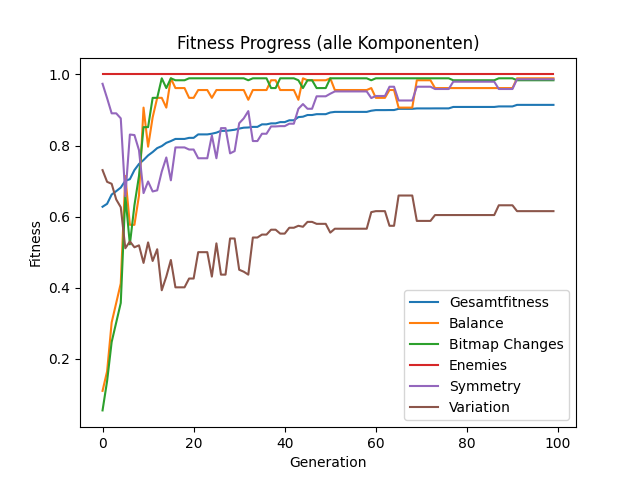 Fitness Progress (alle Komponenten)
1.0
0.8
0.6
0.4
0.2
Fitness
0
20
40
60
80
100
Generation
Gesamtfitness
Balance
Bitmap Changes
Enemies
Symmetry
Variation